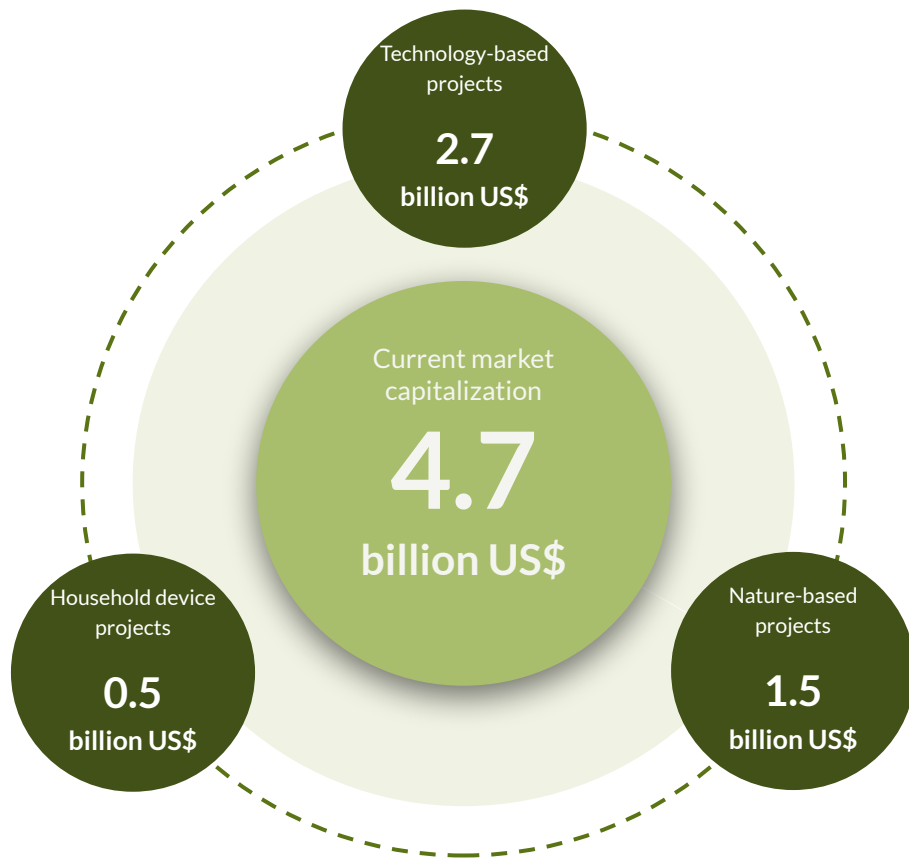 Technology-based
projects
2.7
billion US$
Current market
capitalization
4.7
billion US$
Household device
projects
0.5
billion US$
Nature-based
projects
1.5
billion US$